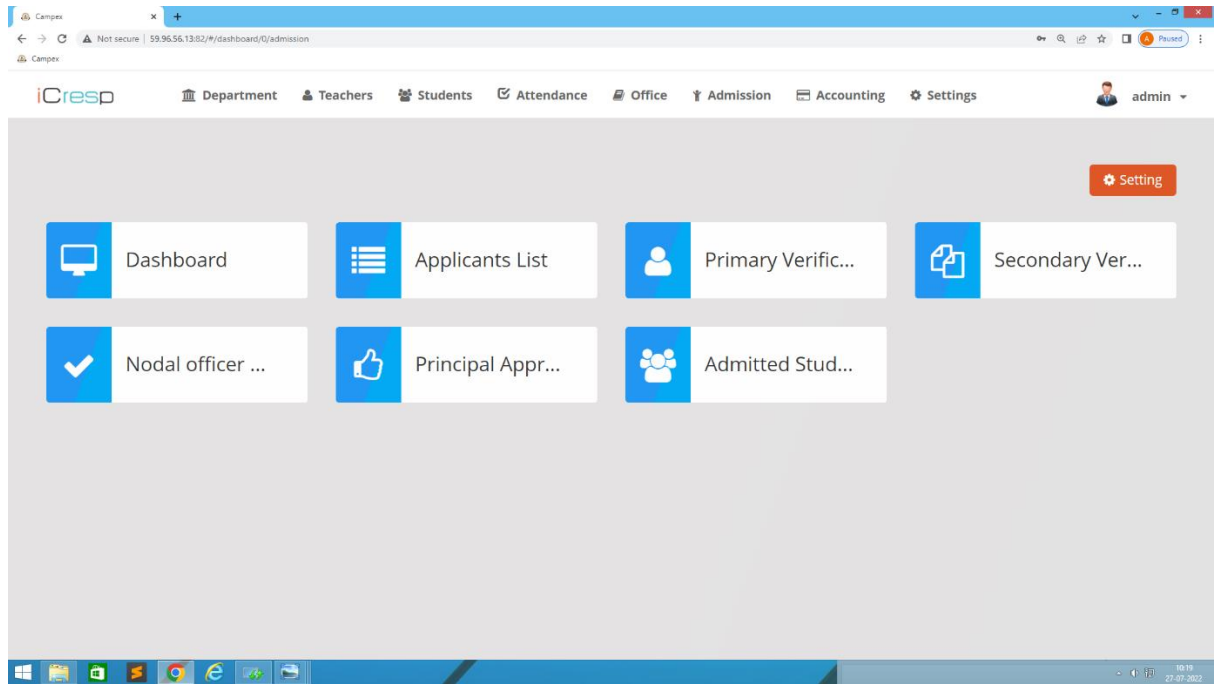 Campex
Not secure 59.96.56.13:82/#/dashboard/0/admission
A Paused
Campex
iCresp Department Teachers Students Attendance Office Admission Accounting Settings admin
Setting
Dashboard Applicants List Primary Verific... Secondary Ver...
Nodal officer ... Principal Appr... Admitted Stud...
10:19
27-07-2022